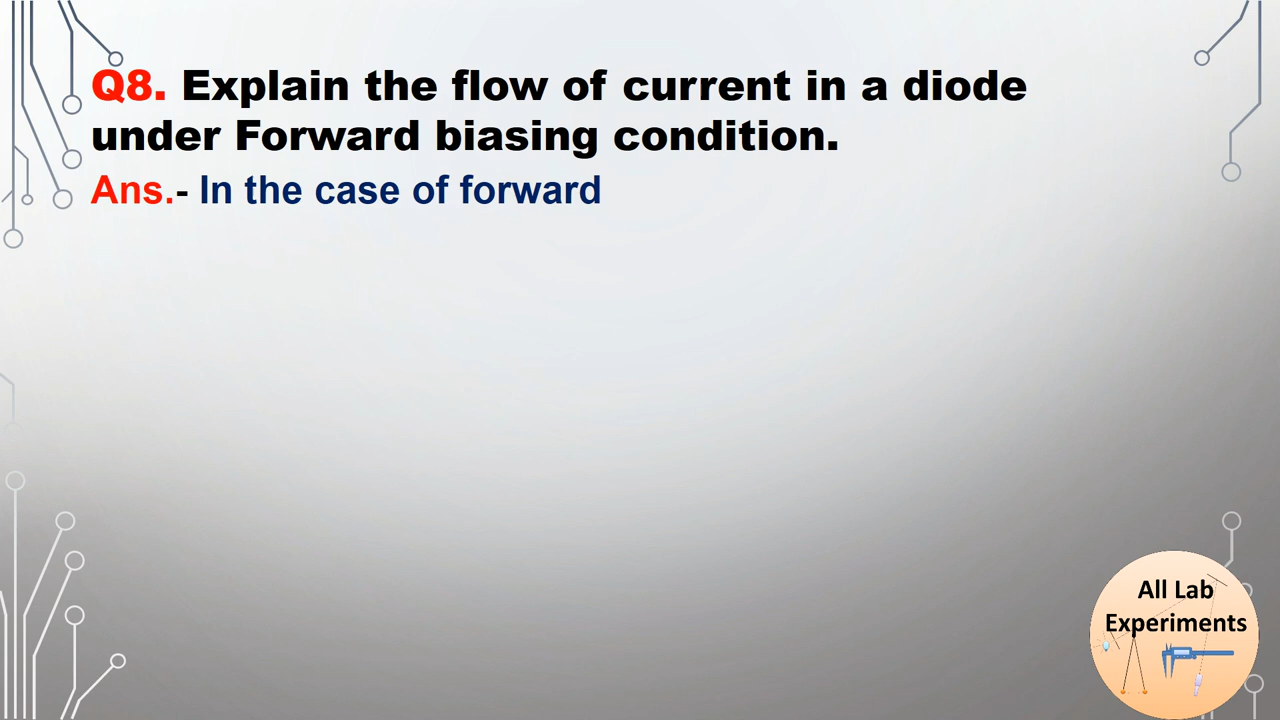 Q8. Explain the flow of current in a diode
under Forward biasing condition.
Ans.- In the case of forward
All Lab
Experiments